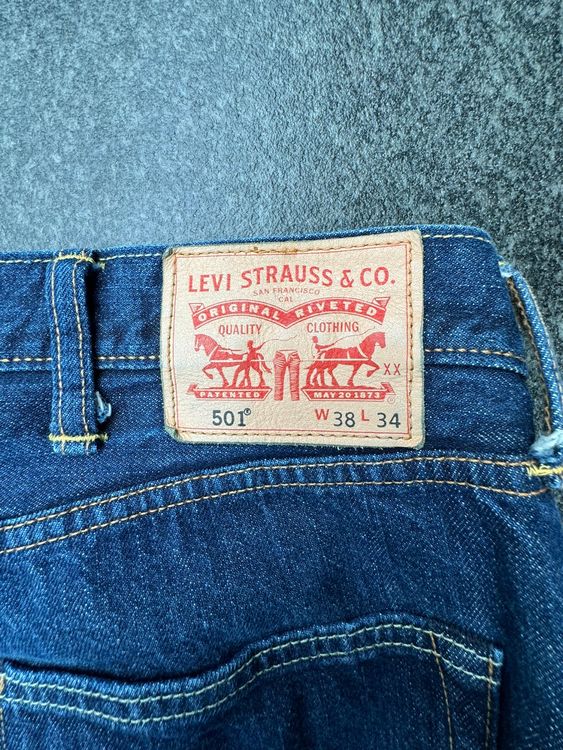 LEVI STRAUSS & CO.
SAN FRANCISCO
CAL
ORIGINAL RIVETED
QUALITY CLOTHING
XX
PATENTED MAY 20 1873
501® W 38 L 34